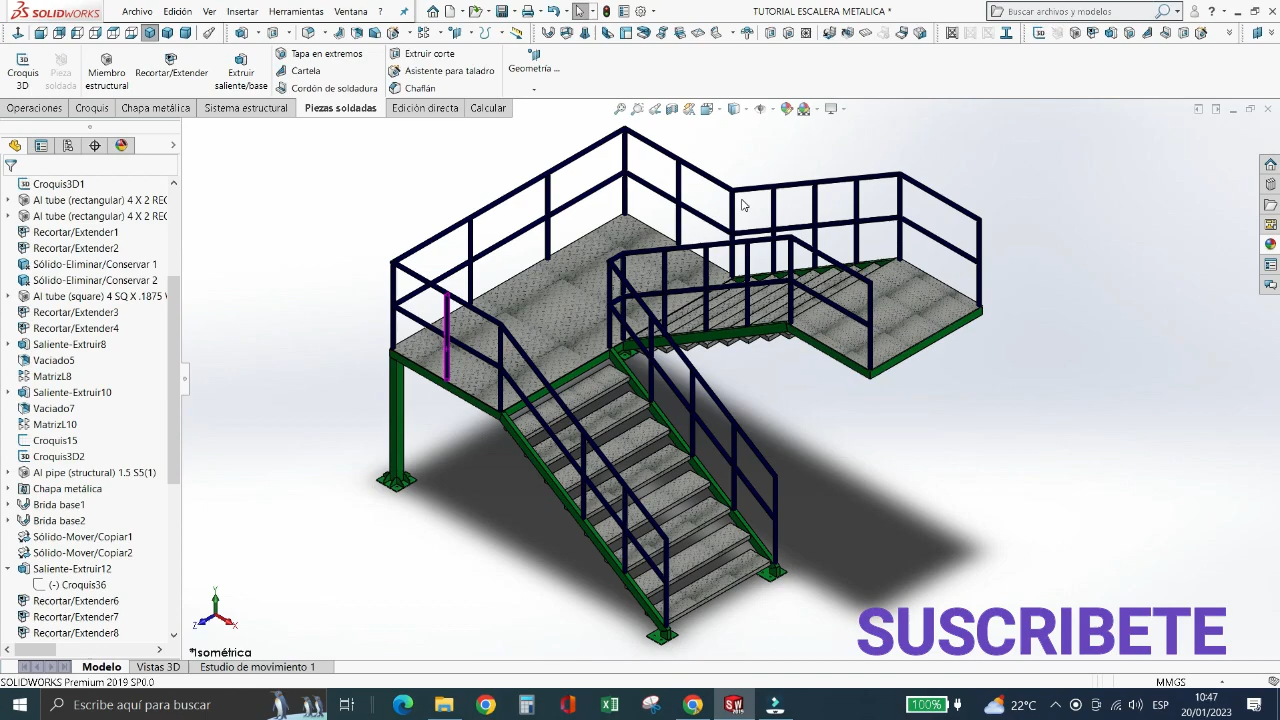 SOLIDWORKS
Archivo Edición Ver Insertar Herramientas Ventana ?
TUTORIAL ESCALERA METALICA *
Buscar archivos y modelos
Croquis 3D
Pieza soldada
Miembro estructural
Recortar/Extender
Extruir saliente/base
Tapa en extremos
Cartela
Cordón de soldadura
Extruir corte
Asistente para taladro
Chaflán
Geometría ...
Operaciones Croquis Chapa metálica Sistema estructural Piezas soldadas Edición directa Calcular
Croquis3D1
Al tube (rectangular) 4 X 2 REC
Al tube (rectangular) 4 X 2 REC
Recortar/Extender1
Recortar/Extender2
Sólido-Eliminar/Conservar 1
Sólido-Eliminar/Conservar 2
Al tube (square) 4 SQ X .1875 W
Recortar/Extender3
Recortar/Extender4
Saliente-Extruir8
Vaciado5
MatrizL8
Saliente-Extruir10
Vaciado7
MatrizL10
Croquis15
Croquis3D2
Al pipe (structural) 1.5 S5(1)
Chapa metálica
Brida base1
Brida base2
Sólido-Mover/Copiar1
Sólido-Mover/Copiar2
Saliente-Extruir12
(-) Croquis36
Recortar/Extender6
Recortar/Extender7
Recortar/Extender8
Y
Z
X
*Isométrica
SUSCRIBETE
Modelo Vistas 3D Estudio de movimiento 1
SOLIDWORKS Premium 2019 SP0.0
MMGS
Escribe aquí para buscar
100%
22°C
ESP
10:47
20/01/2023